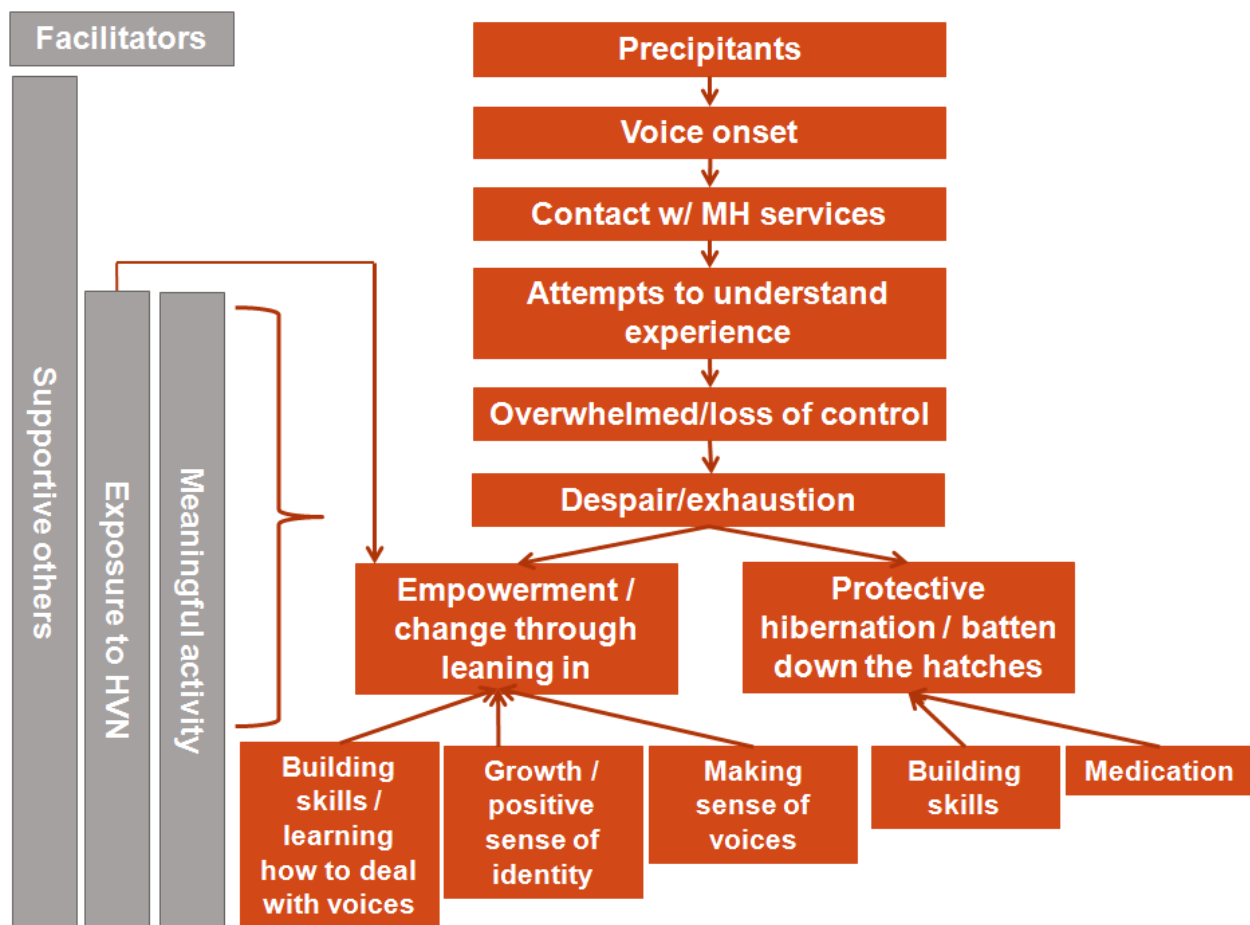 Facilitators
Supportive others
Exposure to HVN
Meaningful activity
Precipitants
Voice onset
Contact w/ MH services
Attempts to understand
experience
Overwhelmed/loss of control
Despair/exhaustion
Empowerment /
change through
leaning in
Protective
hibernation / batten
down the hatches
Building
skills /
learning
how to deal
with voices
Growth /
positive
sense of
identity
Making
sense of
voices
Building
skills
Medication